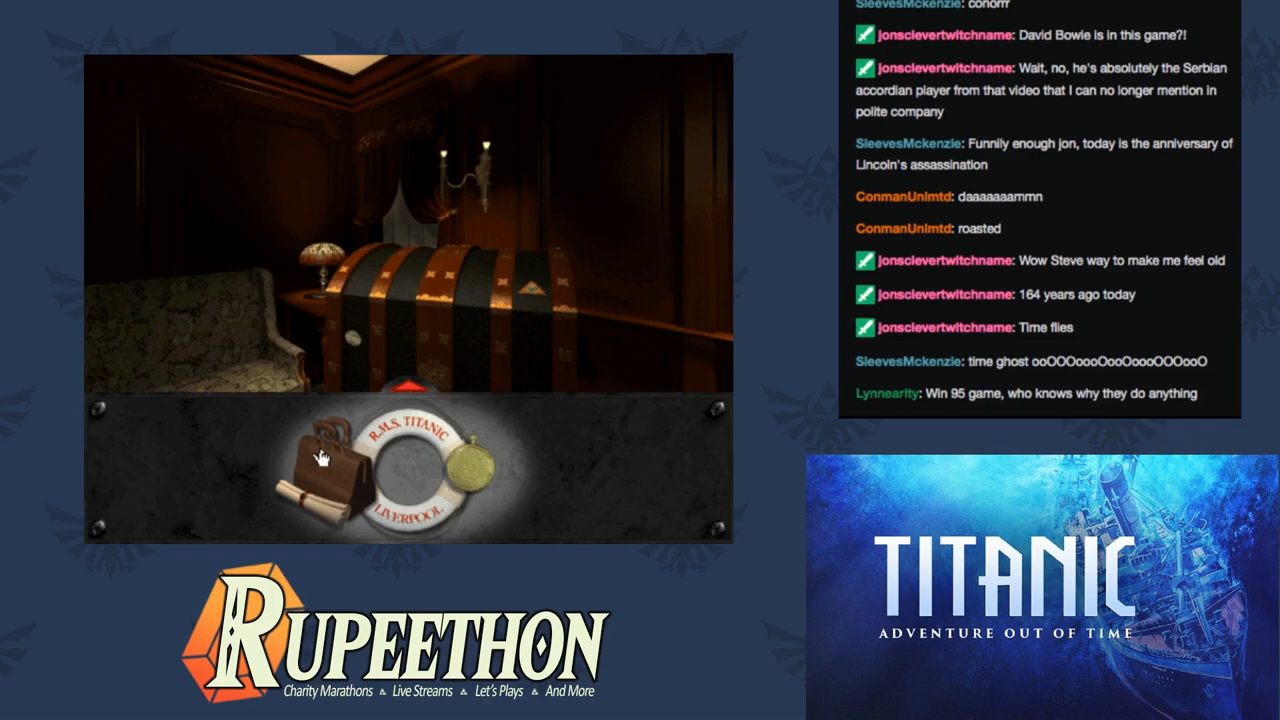 SleevesMckenzie: conorrr
jonsclevertwitchname: David Bowie is in this game?!
jonsclevertwitchname: Wait, no, he's absolutely the Serbian
accordian player from that video that I can no longer mention in
polite company
SleevesMckenzie: Funnily enough jon, today is the anniversary of
Lincoln's assassination
ConmanUnlmtd: daaaaaaammn
ConmanUnlmtd: roasted
jonsclevertwitchname: Wow Steve way to make me feel old
jonsclevertwitchname: 164 years ago today
jonsclevertwitchname: Time flies
SleevesMckenzie: time ghost ooOOOoooOooOoooOOOooO
Lynnearity: Win 95 game, who knows why they do anything
R.M.S. TITANIC
LIVERPOOL
RUPEETHON
Charity Marathons Live Streams Let's Plays And More
TITANIC
ADVENTURE OUT OF TIME